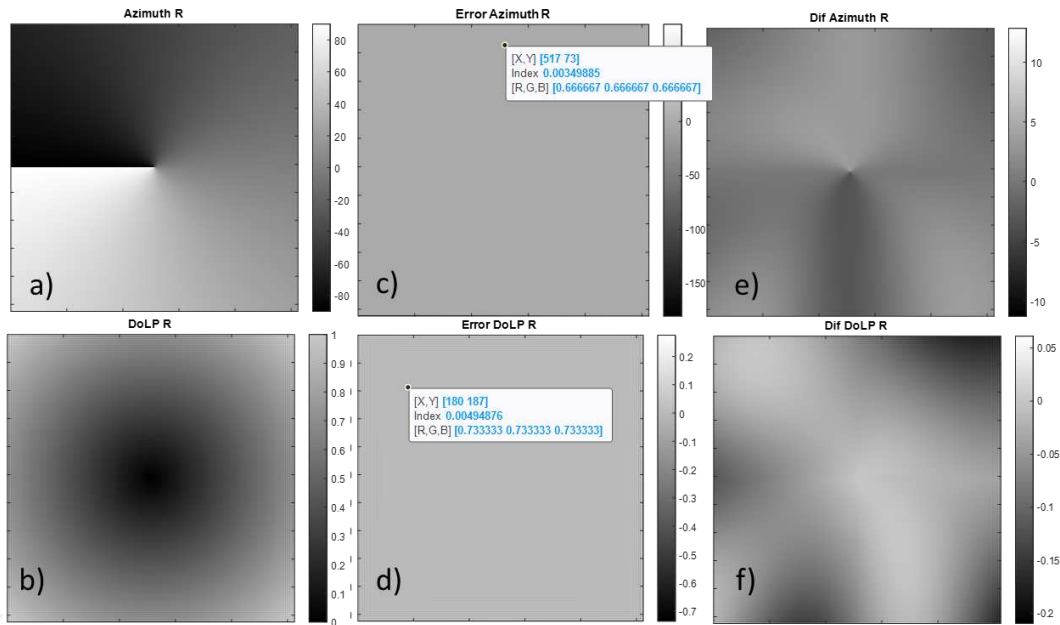 Azimuth R
80
60
40
20
0
-20
-40
-60
-80
a)
Error Azimuth R
[X,Y] [517 73]
Index 0.00349885
[R,G,B] [0.666667 0.666667 0.666667]
0
-50
-100
-150
c)
Dif Azimuth R
10
5
0
-5
-10
e)
DoLP R
1
0.9
0.8
0.7
0.6
0.5
0.4
0.3
0.2
0.1
0
b)
Error DoLP R
[X,Y] [180 187]
Index 0.00494876
[R,G,B] [0.733333 0.733333 0.733333]
0.2
0.1
0
-0.1
-0.2
-0.3
-0.4
-0.5
-0.6
-0.7
d)
Dif DoLP R
0.05
0
-0.05
-0.1
-0.15
-0.2
f)